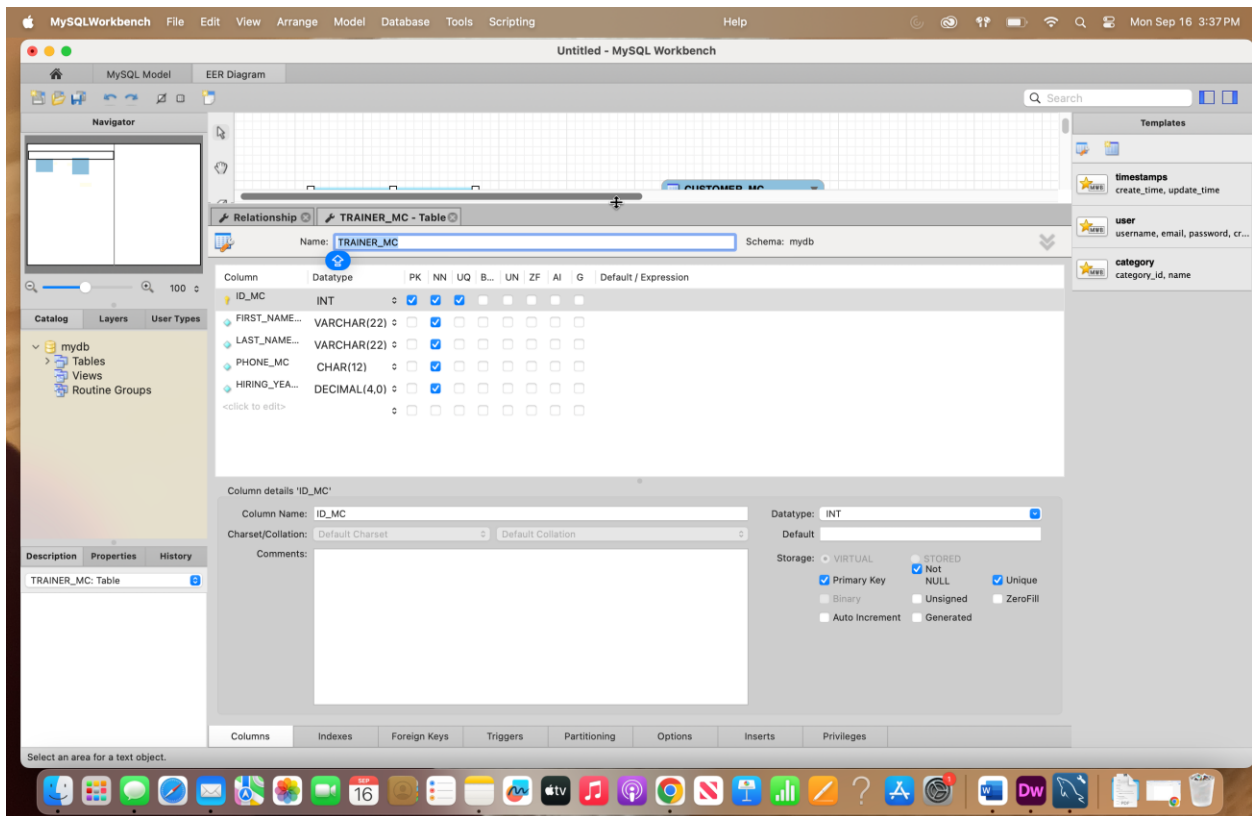 MySQLWorkbench File Edit View Arrange Model Database Tools Scripting Help Mon Sep 16 3:37 PM
Untitled - MySQL Workbench
MySQL Model EER Diagram
Search
Navigator
100
Catalog Layers User Types
mydb
Tables
Views
Routine Groups
Description Properties History
TRAINER_MC: Table
CUSTOMER_MC
Relationship TRAINER_MC - Table
Name: TRAINER_MC Schema: mydb
Column Datatype PK NN UQ B... UN ZF AI G Default / Expression
ID_MC INT
FIRST_NAME... VARCHAR(22)
LAST_NAME... VARCHAR(22)
PHONE_MC CHAR(12)
HIRING_YEA... DECIMAL(4,0)
<click to edit>
Column details 'ID_MC'
Column Name: ID_MC Datatype: INT
Charset/Collation: Default Charset Default Collation Default
Comments: Storage: VIRTUAL STORED
Primary Key Not NULL Unique
Binary Unsigned ZeroFill
Auto Increment Generated
Columns Indexes Foreign Keys Triggers Partitioning Options Inserts Privileges
Templates
timestamps
create_time, update_time
user
username, email, password, cr...
category
category_id, name
Select an area for a text object.
SEP
16
tv
W
Dw
PDF